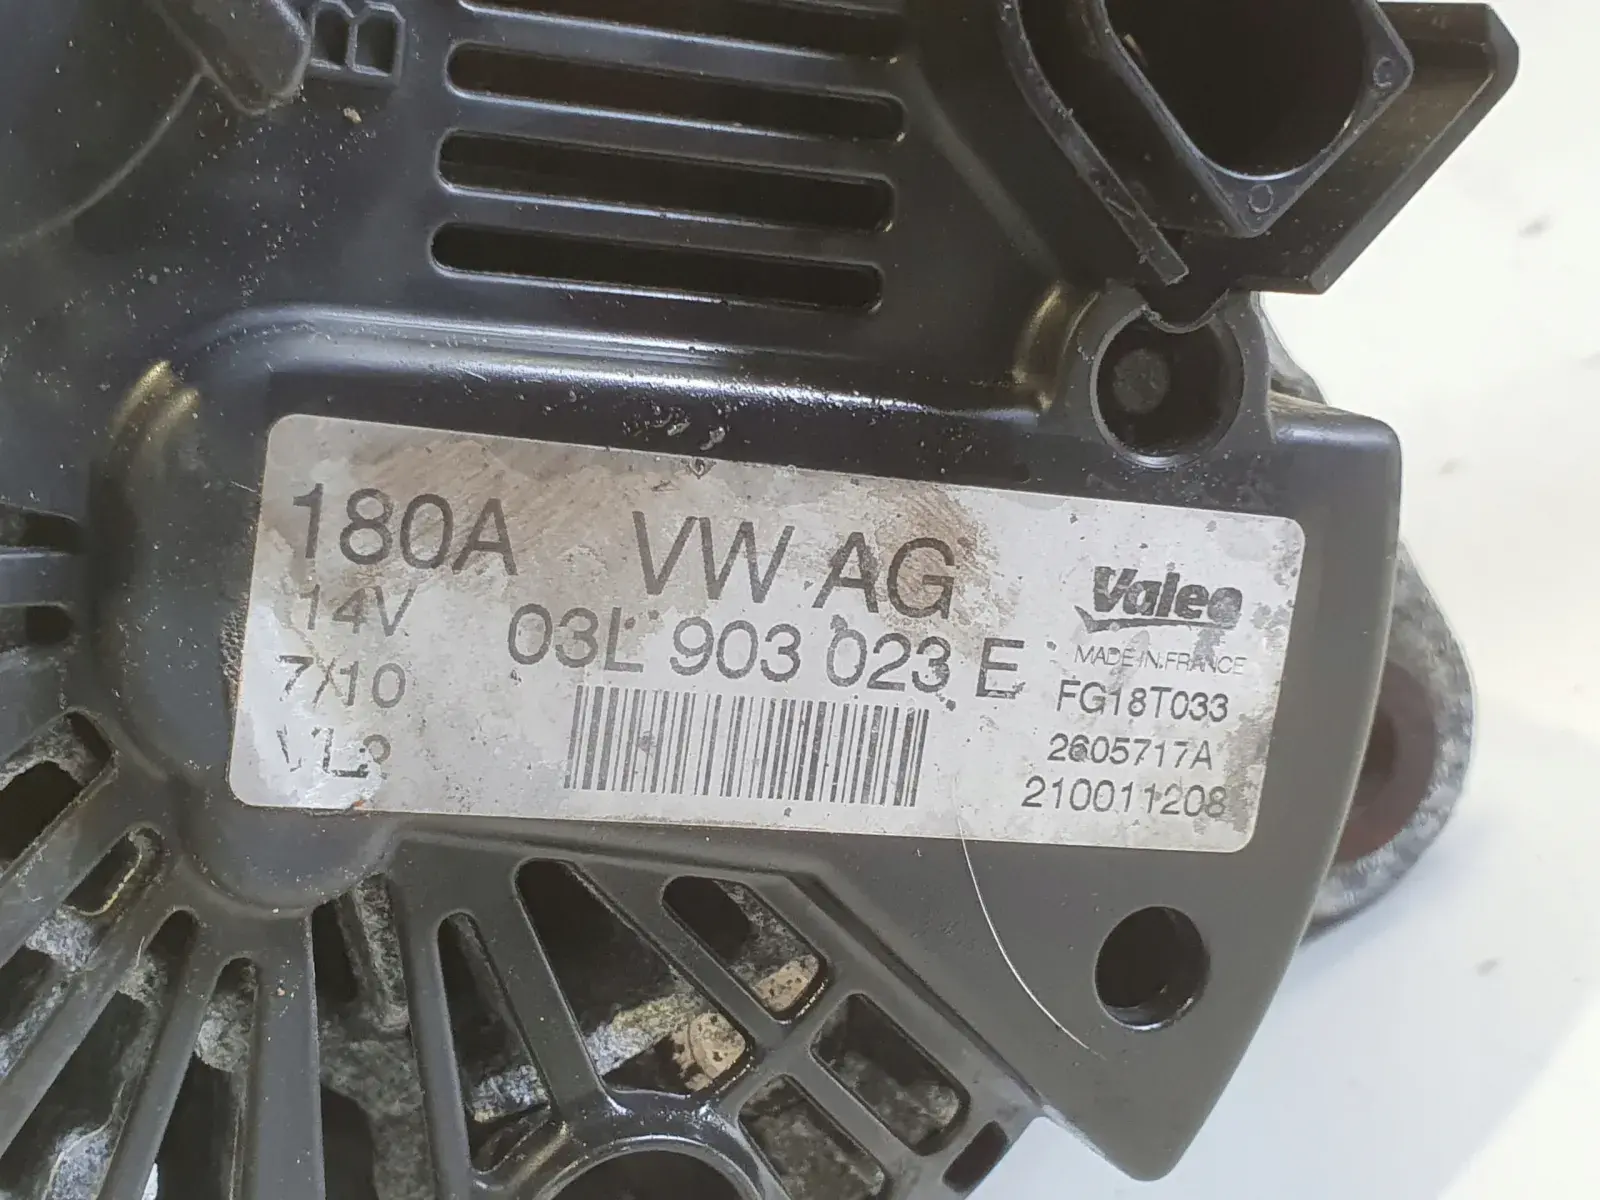 B
180A VW AG
14V 03L 903 023 E
7/10
Valeo
MADE IN FRANCE
FG18T033
2605717A
210011208